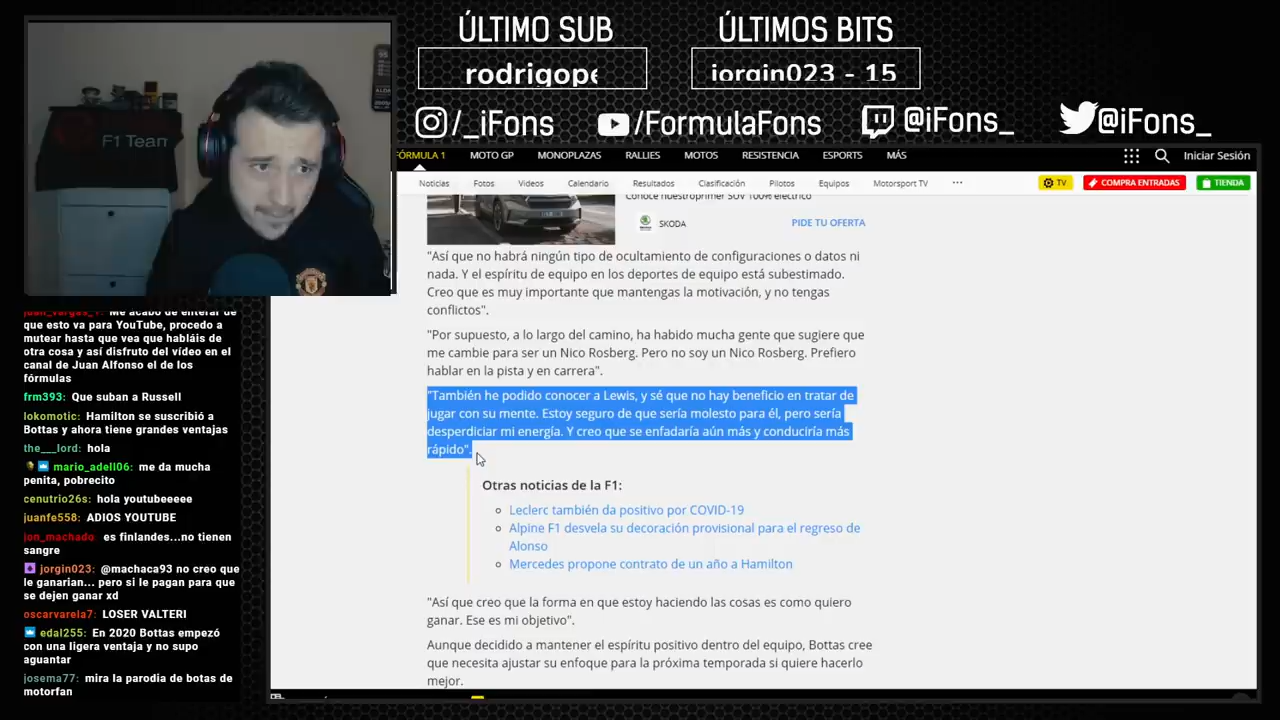 ÚLTIMO SUB
rodrigope
ÚLTIMOS BITS
jorgin023 - 15
/_iFons
/FormulaFons
@iFons_
@iFons_
F1 Team
FÓRMULA 1
MOTO GP
MONOPLAZAS
RALLIES
MOTOS
RESISTENCIA
ESPORTS
MÁS
Iniciar Sesión
Noticias
Fotos
Videos
Calendario
Resultados
Clasificación
Pilotos
Equipos
Motorsport TV
...
TV
COMPRA ENTRADAS
TIENDA
Conoce nuestroprimer SUV 100% eléctrico
SKODA
PIDE TU OFERTA
"Así que no habrá ningún tipo de ocultamiento de configuraciones o datos ni
nada. Y el espíritu de equipo en los deportes de equipo está subestimado.
Creo que es muy importante que mantengas la motivación, y no tengas
conflictos".
"Por supuesto, a lo largo del camino, ha habido mucha gente que sugiere que
me cambie para ser un Nico Rosberg. Pero no soy un Nico Rosberg. Prefiero
hablar en la pista y en carrera".
"También he podido conocer a Lewis, y sé que no hay beneficio en tratar de
jugar con su mente. Estoy seguro de que sería molesto para él, pero sería
desperdiciar mi energía. Y creo que se enfadaría aún más y conduciría más
rápido".
Otras noticias de la F1:
Leclerc también da positivo por COVID-19
Alpine F1 desvela su decoración provisional para el regreso de
Alonso
Mercedes propone contrato de un año a Hamilton
"Así que creo que la forma en que estoy haciendo las cosas es como quiero
ganar. Ese es mi objetivo".
Aunque decidido a mantener el espíritu positivo dentro del equipo, Bottas cree
que necesita ajustar su enfoque para la próxima temporada si quiere hacerlo
mejor.
Me acabo de enterar de
que esto va para YouTube, procedo a
mutear hasta que vea que habláis de
otra cosa y así disfruto del vídeo en el
canal de Juan Alfonso el de los
fórmulas
frm393: Que suban a Russell
lokomotic: Hamilton se suscribió a
Bottas y ahora tiene grandes ventajas
the___lord: hola
mario_adell06: me da mucha
penita, pobrecito
cenutrio26s: hola youtubeeeee
juanfe558: ADIOS YOUTUBE
jon_machado: es finlandes...no tienen
sangre
jorgin023: @machaca93 no creo que
le ganarian... pero si le pagan para que
se dejen ganar xd
oscarvarela7: LOSER VALTERI
edal255: En 2020 Bottas empezó
con una ligera ventaja y no supo
aguantar
josema77: mira la parodia de botas de
motorfan